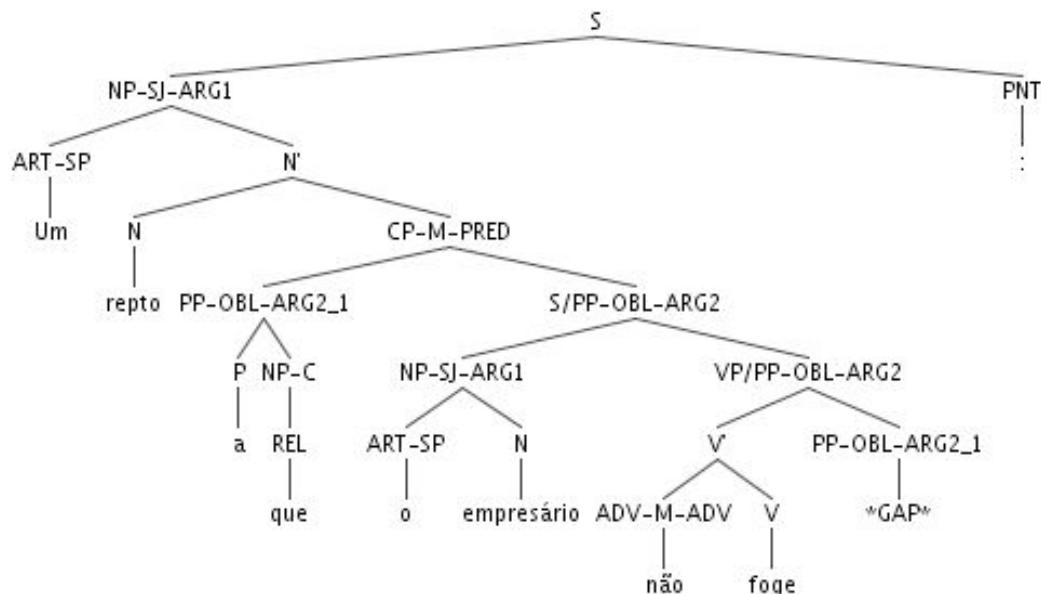 S
NP-SJ-ARG1 PNT
ART-SP N' :
Um N CP-M-PRED
repto PP-OBL-ARG2_1 S/PP-OBL-ARG2
P NP-C NP-SJ-ARG1 VP/PP-OBL-ARG2
a REL ART-SP N V' PP-OBL-ARG2_1
que o empresário ADV-M-ADV V *GAP*
não foge